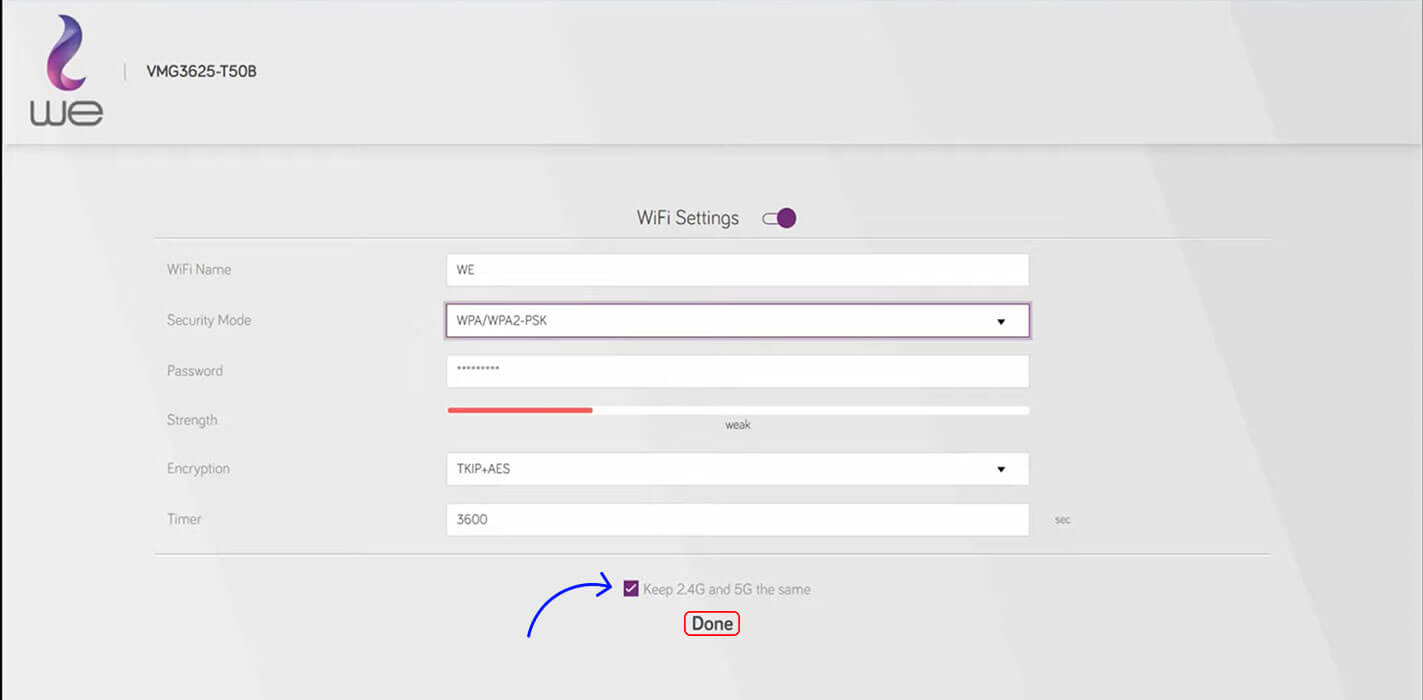 we
VMG3625-T50B
WiFi Settings
WiFi Name
WE
Security Mode
WPA/WPA2-PSK
Password
*********
Strength
weak
Encryption
TKIP+AES
Timer
3600
sec
Keep 2.4G and 5G the same
Done